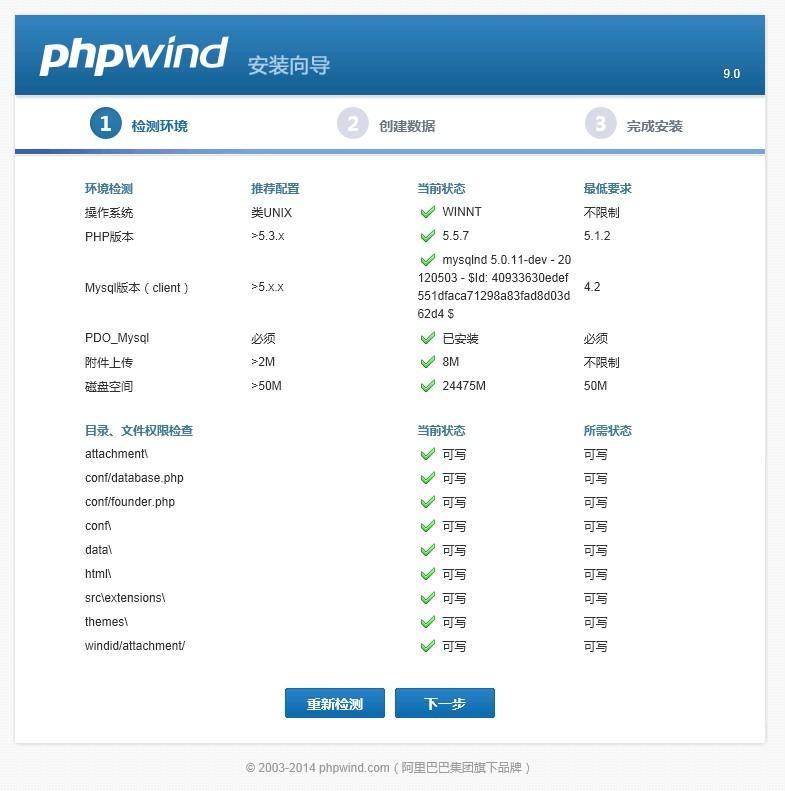 phpwind 安装向导
9.0
1 检测环境 2 创建数据 3 完成安装
环境检测 推荐配置 当前状态 最低要求
操作系统 类UNIX WINNT 不限制
PHP版本 >5.3.x 5.5.7 5.1.2
Mysql版本（client） >5.x.x mysqlnd 5.0.11-dev - 20
120503 - $Id: 40933630edef
551dfaca71298a83fad8d03d
62d4 $
4.2
PDO_Mysql 必须 已安装 必须
附件上传 >2M 8M 不限制
磁盘空间 >50M 24475M 50M
目录、文件权限检查 当前状态 所需状态
attachment\ 可写 可写
conf/database.php 可写 可写
conf/founder.php 可写 可写
conf\ 可写 可写
data\ 可写 可写
html\ 可写 可写
src\extensions\ 可写 可写
themes\ 可写 可写
windid/attachment/ 可写 可写
重新检测 下一步
© 2003-2014 phpwind.com（阿里巴巴集团旗下品牌）